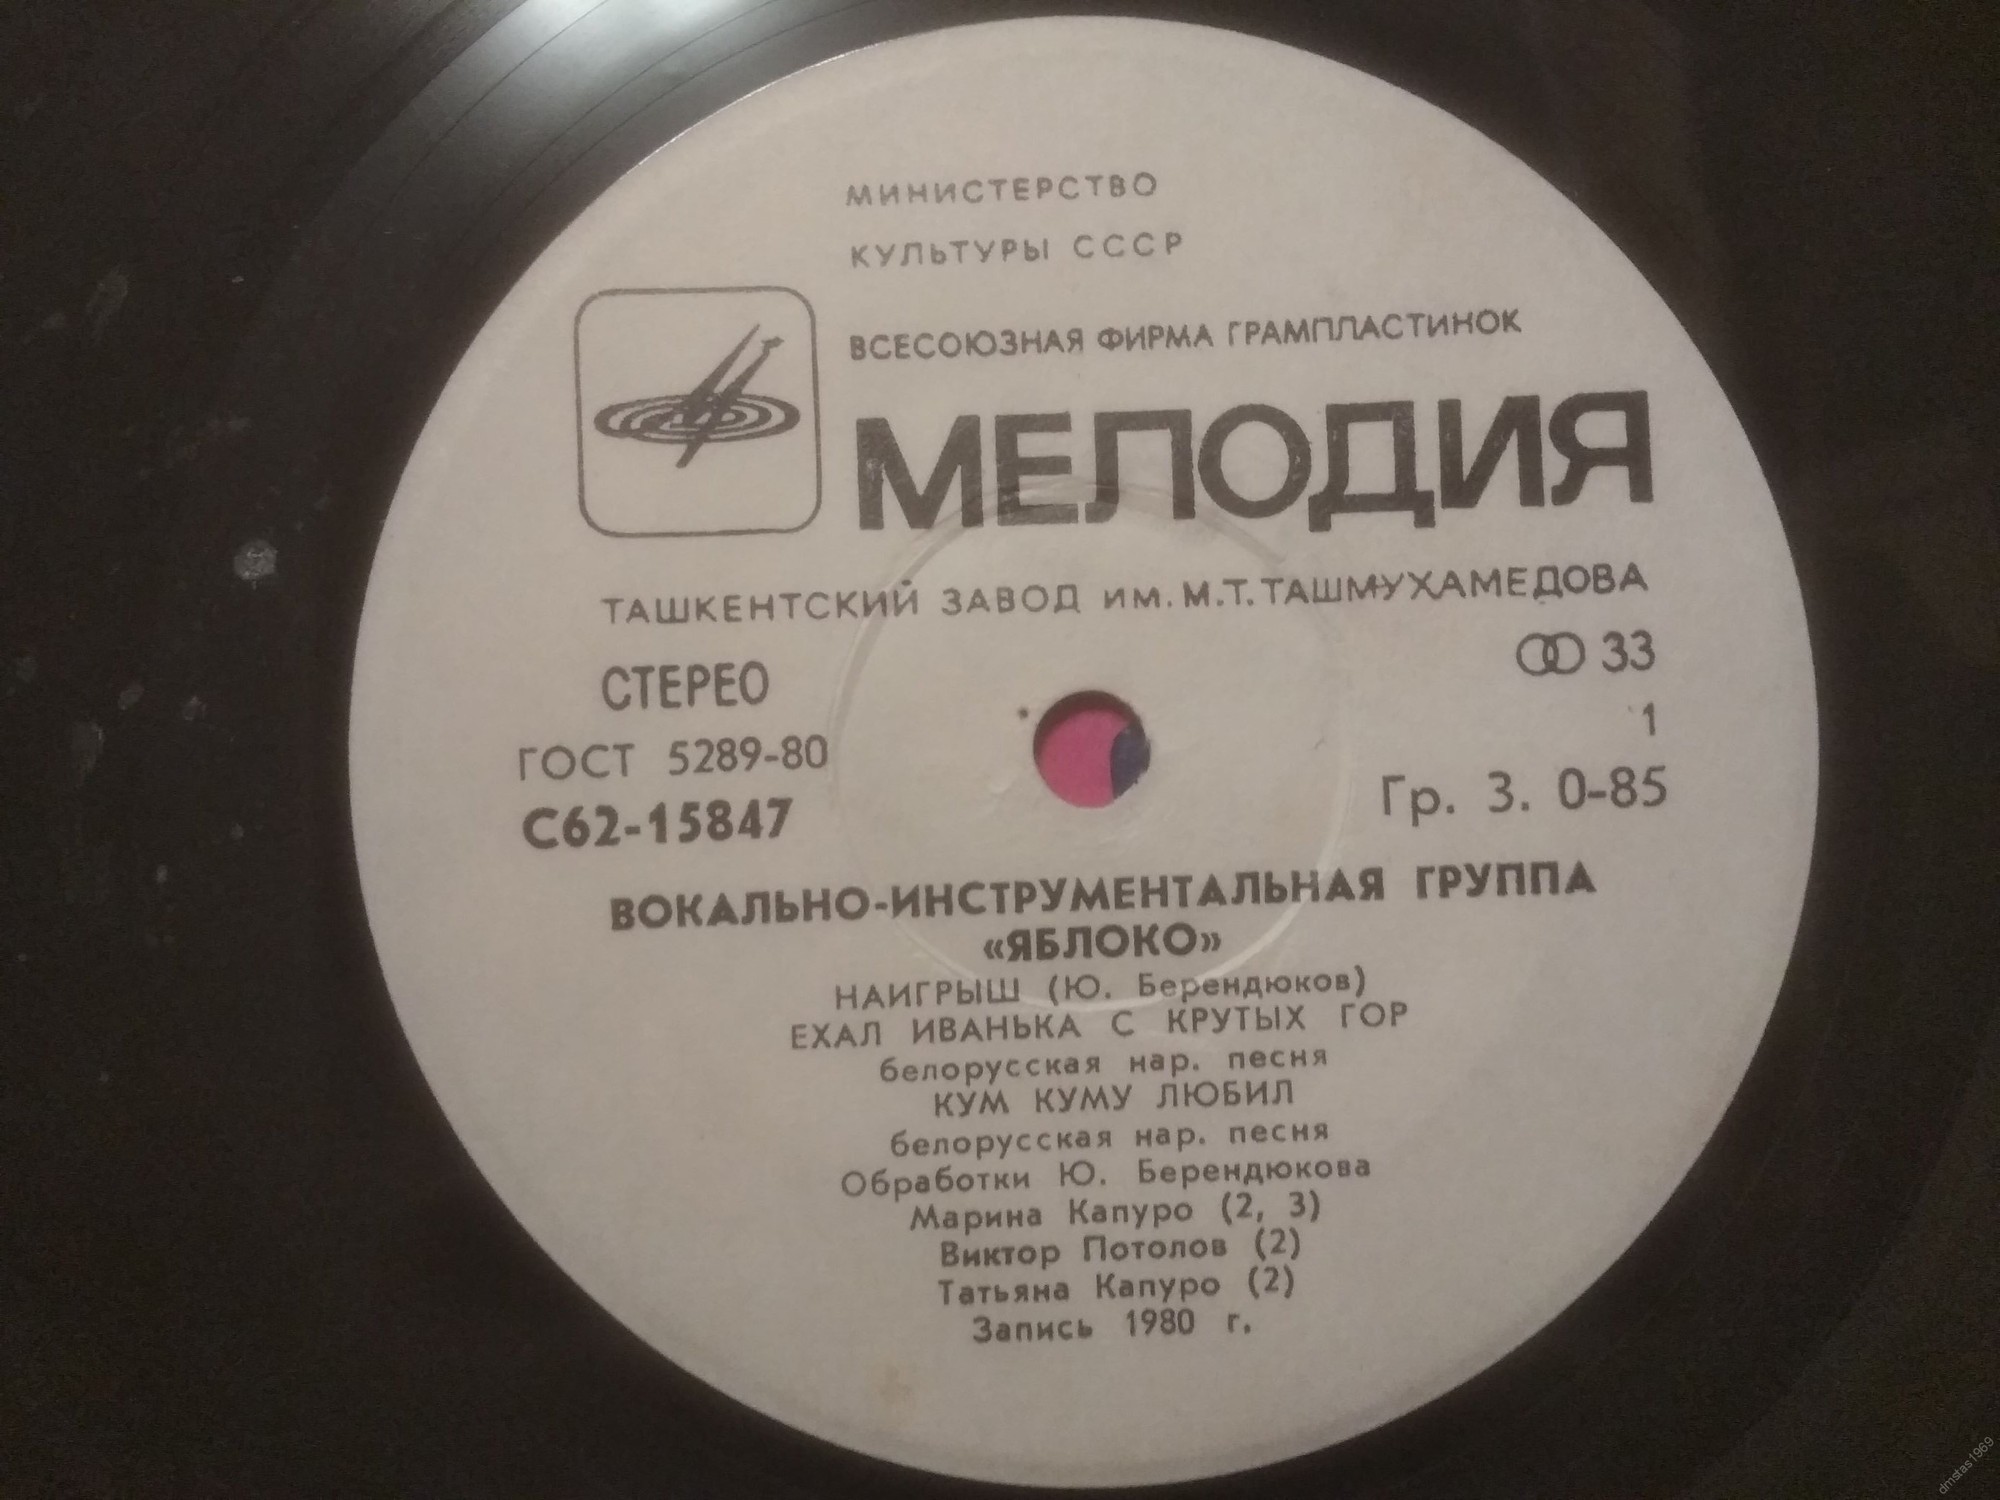 МИНИСТЕРСТВО
КУЛЬТУРЫ СССР
ВСЕСОЮЗНАЯ ФИРМА ГРАМПЛАСТИНОК
МЕЛОДИЯ
ТАШКЕНТСКИЙ ЗАВОД им. М.Т. ТАШМУХАМЕДОВА
СТЕРЕО
33
1
ГОСТ 5289-80
Гр. 3. 0-85
С62-15847
ВОКАЛЬНО-ИНСТРУМЕНТАЛЬНАЯ ГРУППА
«ЯБЛОКО»
НАИГРЫШ (Ю. Берендюков)
ЕХАЛ ИВАНЬКА С КРУТЫХ ГОР
белорусская нар. песня
КУМ КУМУ ЛЮБИЛ
белорусская нар. песня
Обработки Ю. Берендюкова
Марина Капуро (2, 3)
Виктор Потолов (2)
Татьяна Капуро (2)
Запись 1980 г.
dmstas1969